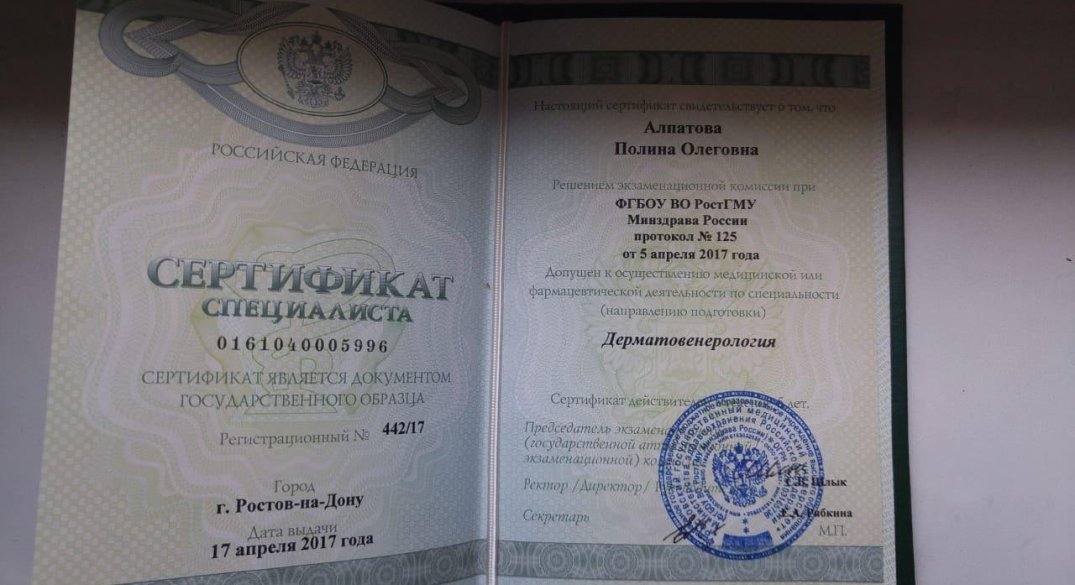 РОССИЙСКАЯ ФЕДЕРАЦИЯ
СЕРТИФИКАТ
СПЕЦИАЛИСТА
0161040005996
СЕРТИФИКАТ ЯВЛЯЕТСЯ ДОКУМЕНТОМ
ГОСУДАРСТВЕННОГО ОБРАЗЦА
Регистрационный № 442/17
Город
г. Ростов-на-Дону
Дата выдачи
17 апреля 2017 года
Настоящий сертификат свидетельствует о том, что
Алпатова
Полина Олеговна
Решением экзаменационной комиссии при
ФГБОУ ВО РостГМУ
Минздрава России
протокол № 125
от 5 апреля 2017 года
Допущен к осуществлению медицинской или
фармацевтической деятельности по специальности
(направлению подготовки)
Дерматовенерология
Сертификат действителен 5 лет.
Председатель
(государственной
экзаменационной)
Ректор /Директор/
С.В. Шлык
Секретарь
Е.А. Рябкина
М.П.